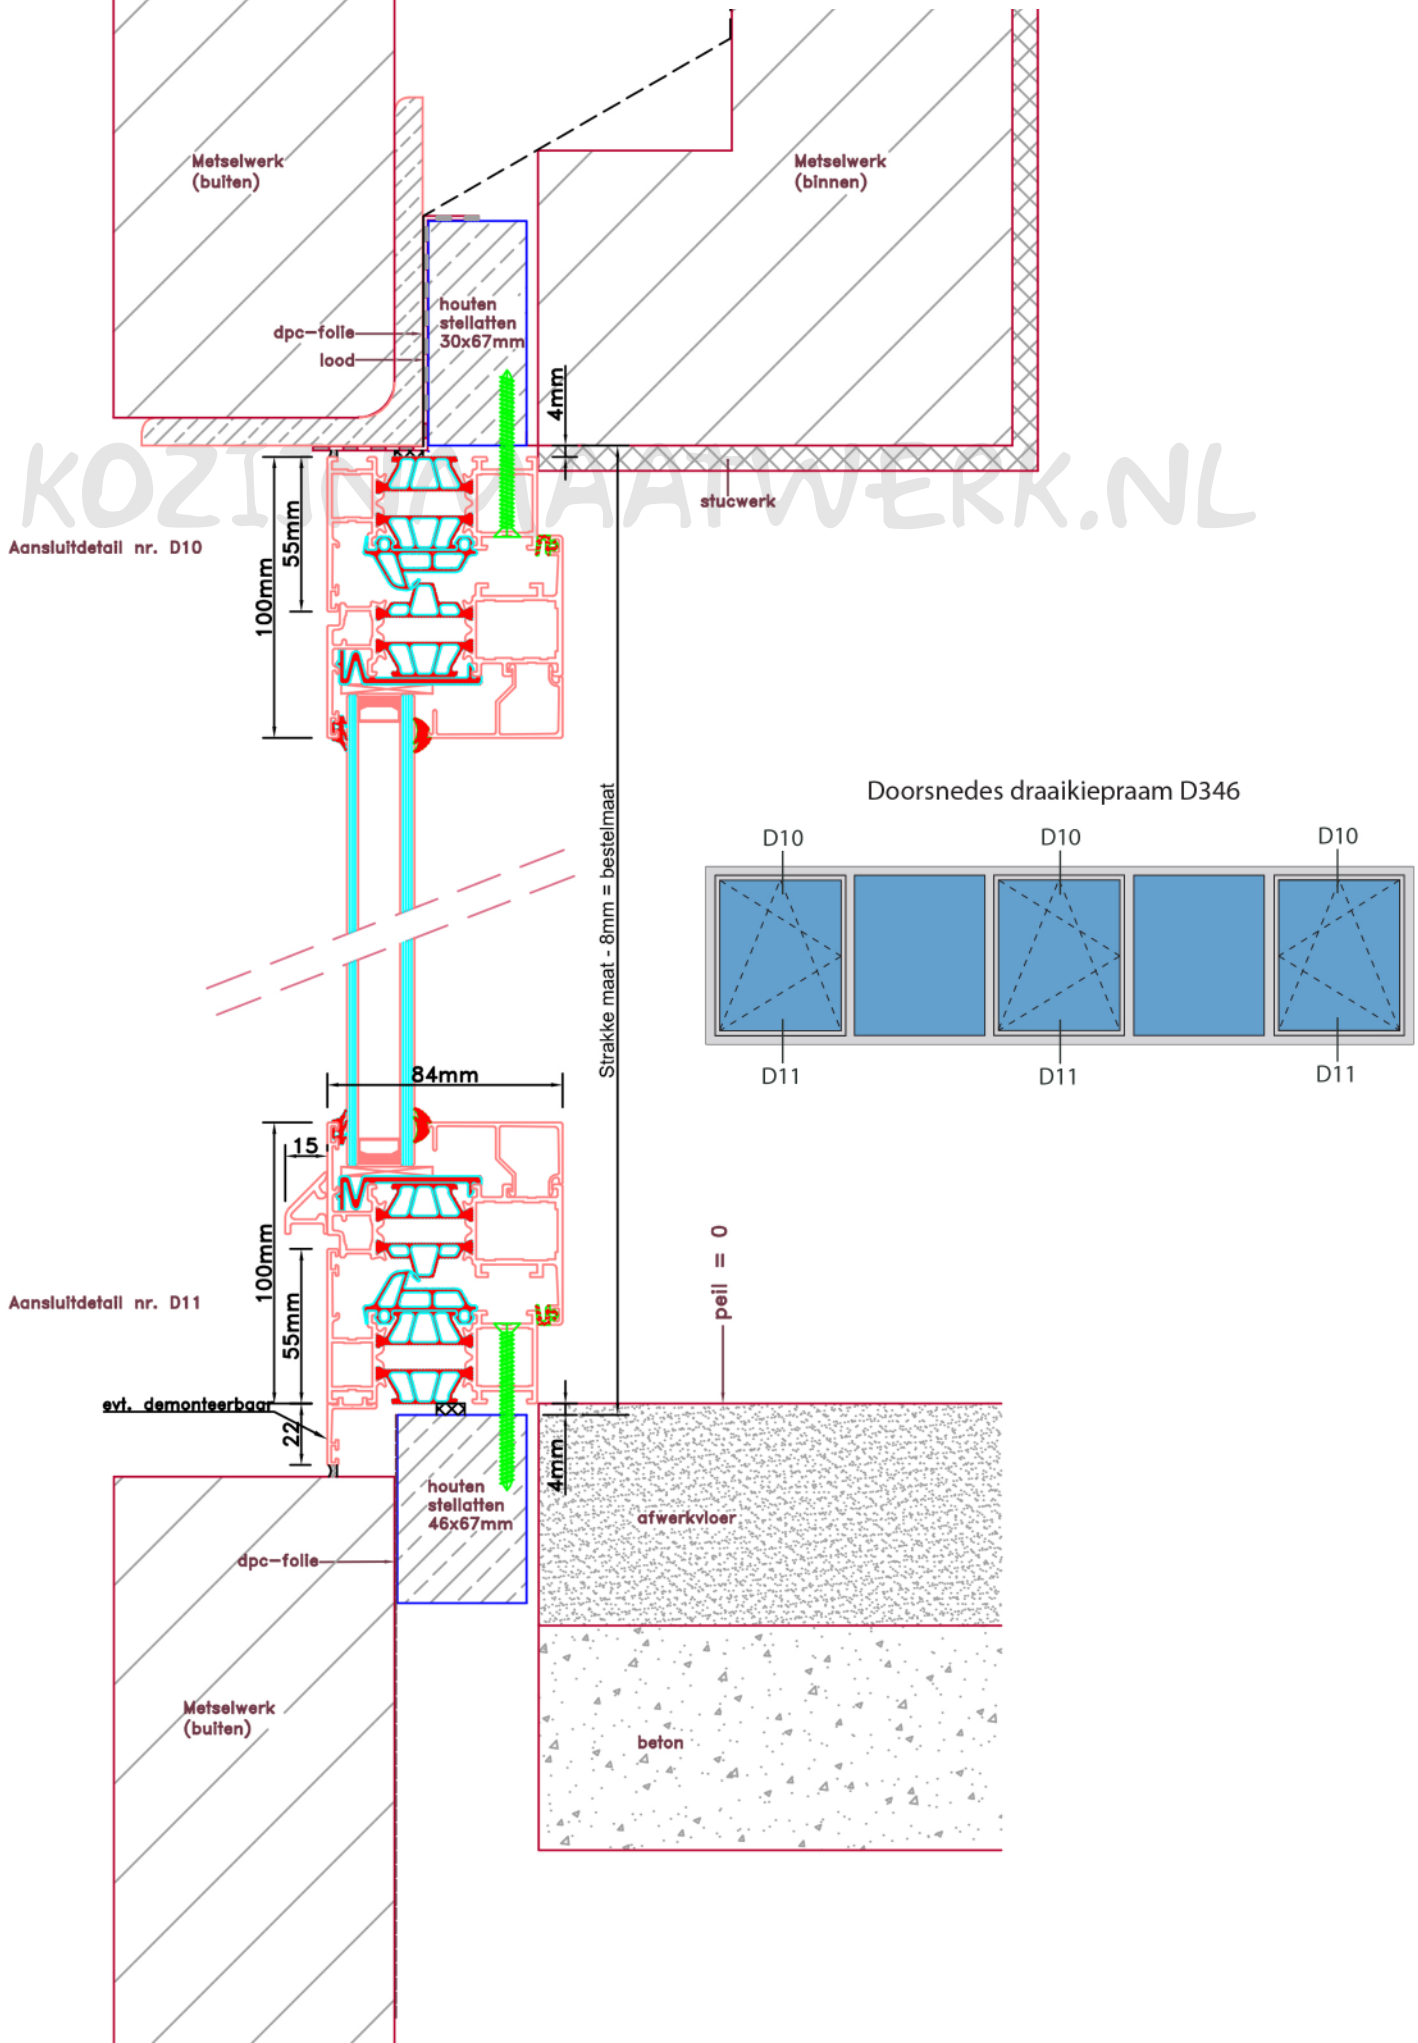 Metselwerk
(buiten)
Metselwerk
(binnen)
houten
stellatten
30x67mm
dpc-folie
lood
4mm
KOZIJNMAATWERK.NL
stucwerk
Aansluitdetail nr. D10
55mm
100mm
Strakke maat - 8mm = bestelmaat
Doorsnedes draaikiepraam D346
D10
D10
D10
D11
D11
D11
84mm
15
100mm
55mm
peil = 0
Aansluitdetail nr. D11
evt. demonteerbaar
22
4mm
houten
stellatten
46x67mm
afwerkvloer
dpc-folie
Metselwerk
(buiten)
beton